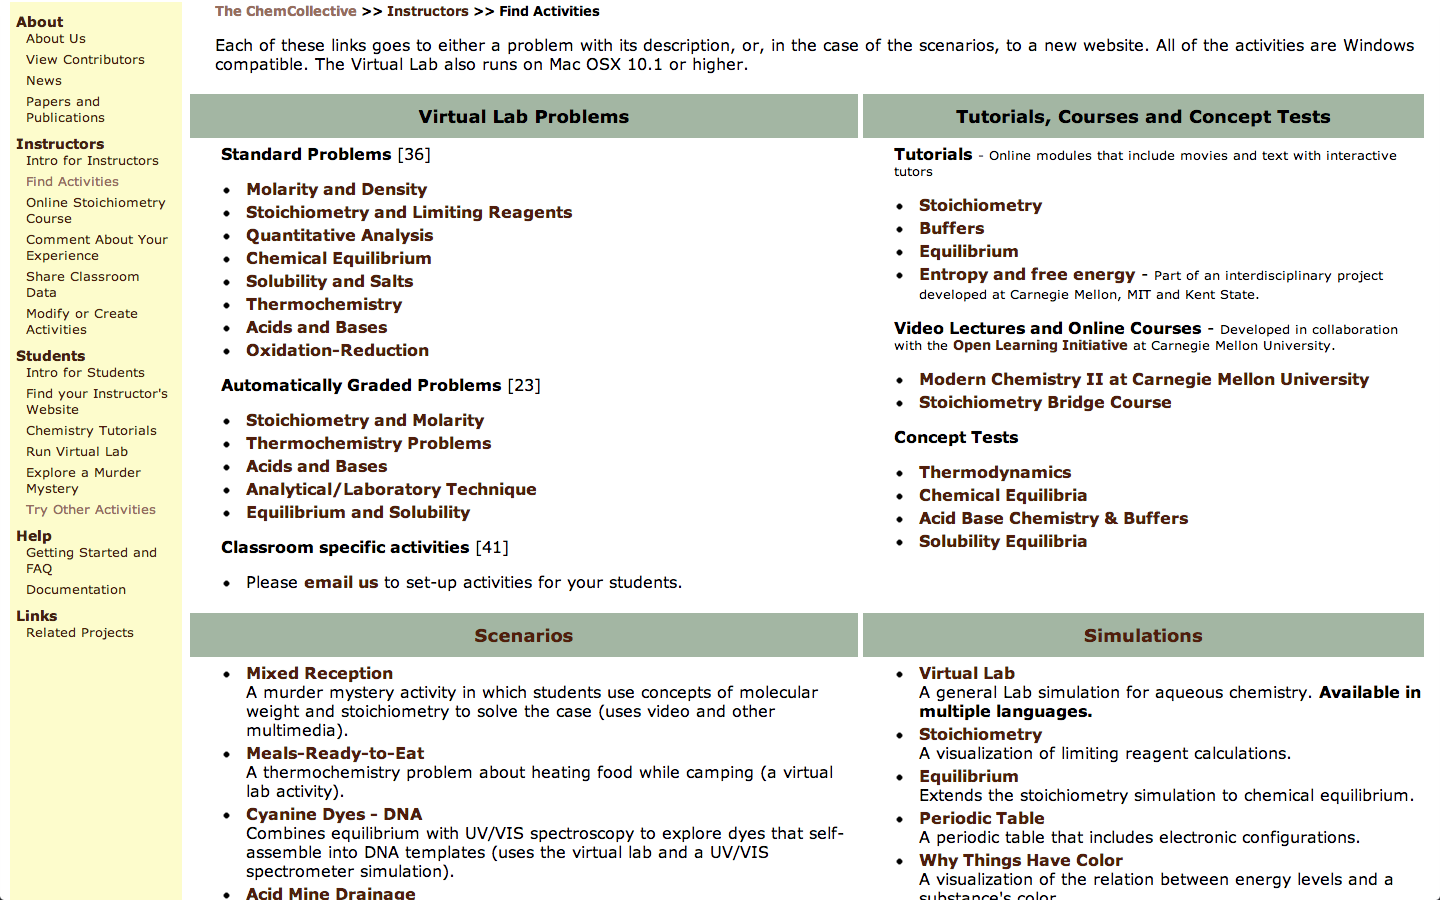 About
About Us
View Contributors
News
Papers and
Publications
Instructors
Intro for Instructors
Find Activities
Online Stoichiometry
Course
Comment About Your
Experience
Share Classroom
Data
Modify or Create
Activities
Students
Intro for Students
Find your Instructor's
Website
Chemistry Tutorials
Run Virtual Lab
Explore a Murder
Mystery
Try Other Activities
Help
Getting Started and
FAQ
Documentation
Links
Related Projects
The ChemCollective >> Instructors >> Find Activities
Each of these links goes to either a problem with its description, or, in the case of the scenarios, to a new website. All of the activities are Windows
compatible. The Virtual Lab also runs on Mac OSX 10.1 or higher.
Virtual Lab Problems
Standard Problems [36]
• Molarity and Density
• Stoichiometry and Limiting Reagents
• Quantitative Analysis
• Chemical Equilibrium
• Solubility and Salts
• Thermochemistry
• Acids and Bases
• Oxidation-Reduction
Automatically Graded Problems [23]
• Stoichiometry and Molarity
• Thermochemistry Problems
• Acids and Bases
• Analytical/Laboratory Technique
• Equilibrium and Solubility
Classroom specific activities [41]
• Please email us to set-up activities for your students.
Tutorials, Courses and Concept Tests
Tutorials - Online modules that include movies and text with interactive
tutors
• Stoichiometry
• Buffers
• Equilibrium
• Entropy and free energy - Part of an interdisciplinary project
developed at Carnegie Mellon, MIT and Kent State.
Video Lectures and Online Courses - Developed in collaboration
with the Open Learning Initiative at Carnegie Mellon University.
• Modern Chemistry II at Carnegie Mellon University
• Stoichiometry Bridge Course
Concept Tests
• Thermodynamics
• Chemical Equilibria
• Acid Base Chemistry & Buffers
• Solubility Equilibria
Scenarios
• Mixed Reception
A murder mystery activity in which students use concepts of molecular
weight and stoichiometry to solve the case (uses video and other
multimedia).
• Meals-Ready-to-Eat
A thermochemistry problem about heating food while camping (a virtual
lab activity).
• Cyanine Dyes - DNA
Combines equilibrium with UV/VIS spectroscopy to explore dyes that self-
assemble into DNA templates (uses the virtual lab and a UV/VIS
spectrometer simulation).
• Acid Mine Drainage
Simulations
• Virtual Lab
A general Lab simulation for aqueous chemistry. Available in
multiple languages.
• Stoichiometry
A visualization of limiting reagent calculations.
• Equilibrium
Extends the stoichiometry simulation to chemical equilibrium.
• Periodic Table
A periodic table that includes electronic configurations.
• Why Things Have Color
A visualization of the relation between energy levels and a
substance's color